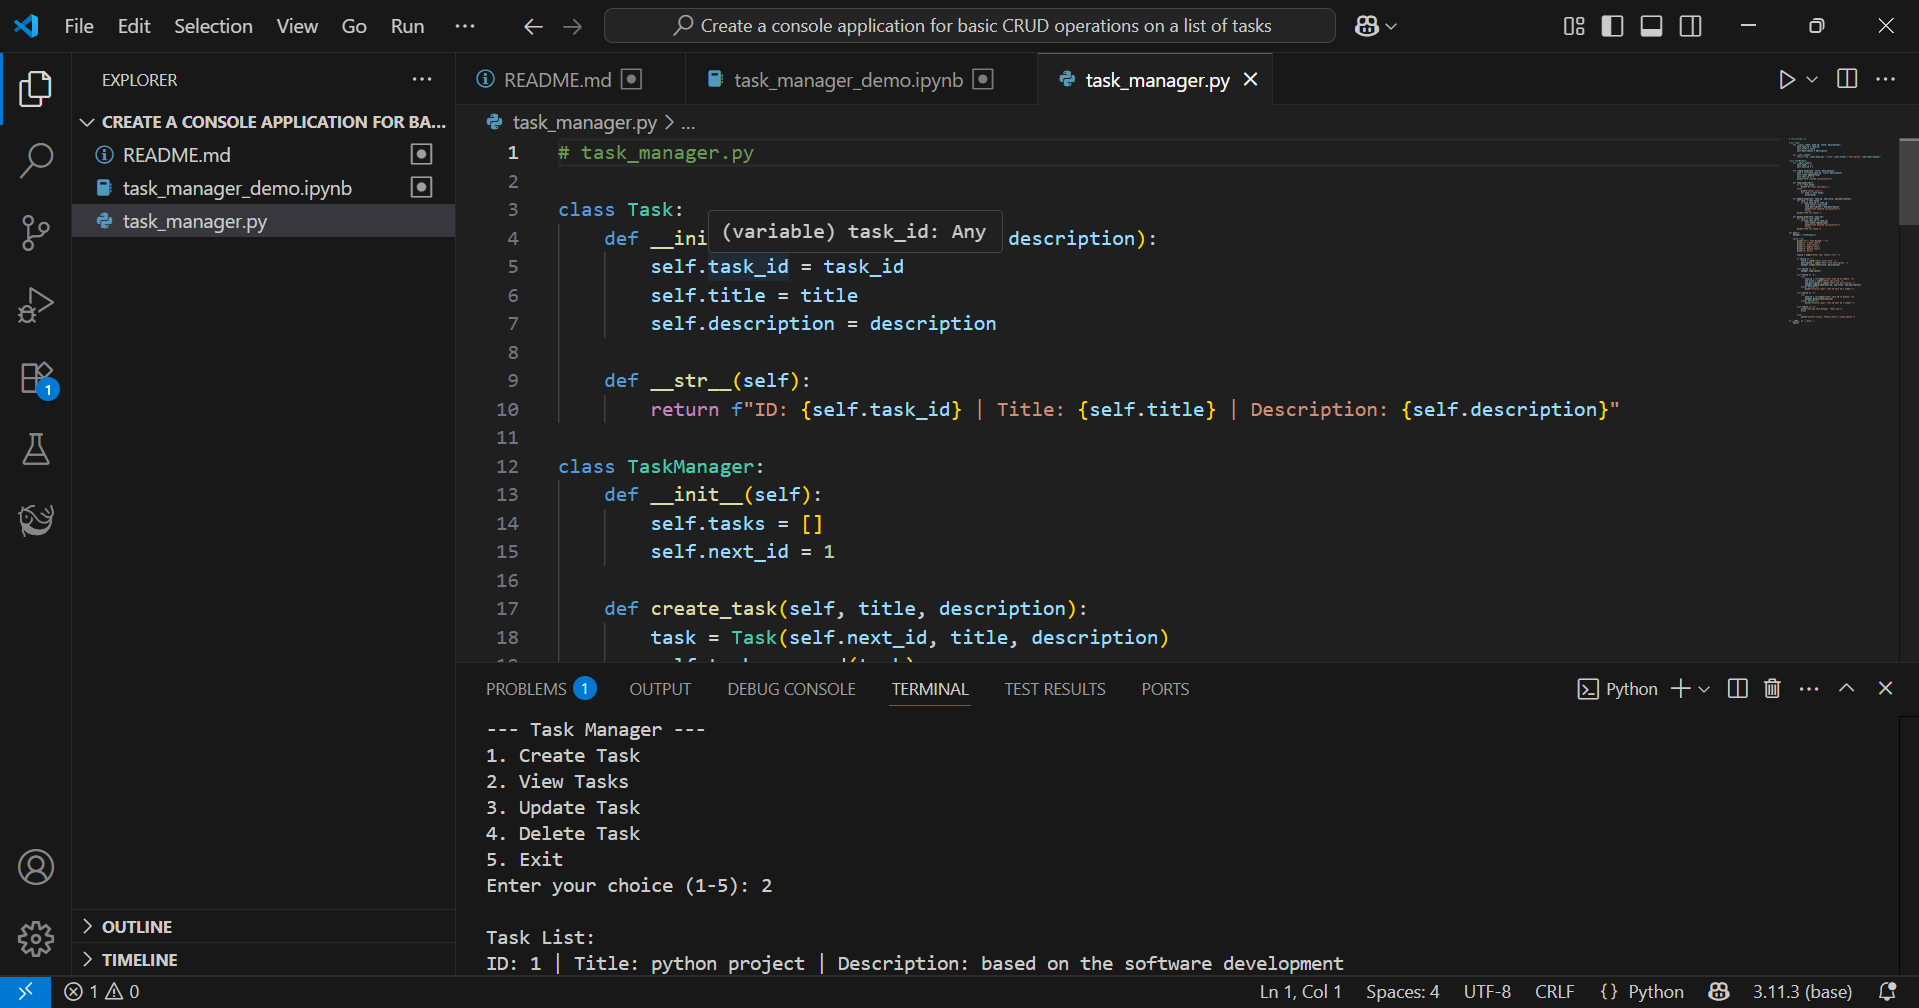 File Edit Selection View Go Run ···
Create a console application for basic CRUD operations on a list of tasks
EXPLORER
CREATE A CONSOLE APPLICATION FOR BA...
README.md
task_manager_demo.ipynb
task_manager.py
1
OUTLINE
TIMELINE
README.md
task_manager_demo.ipynb
task_manager.py
task_manager.py > ...
1 # task_manager.py
2
3 class Task:
(variable) task_id: Any
4 def __ini description):
5 self.task_id = task_id
6 self.title = title
7 self.description = description
8
9 def __str__(self):
10 return f"ID: {self.task_id} | Title: {self.title} | Description: {self.description}"
11
12 class TaskManager:
13 def __init__(self):
14 self.tasks = []
15 self.next_id = 1
16
17 def create_task(self, title, description):
18 task = Task(self.next_id, title, description)
PROBLEMS 1 OUTPUT DEBUG CONSOLE TERMINAL TEST RESULTS PORTS
Python
--- Task Manager ---
1. Create Task
2. View Tasks
3. Update Task
4. Delete Task
5. Exit
Enter your choice (1-5): 2
Task List:
ID: 1 | Title: python project | Description: based on the software development
1 0
Ln 1, Col 1 Spaces: 4 UTF-8 CRLF {} Python 3.11.3 (base)